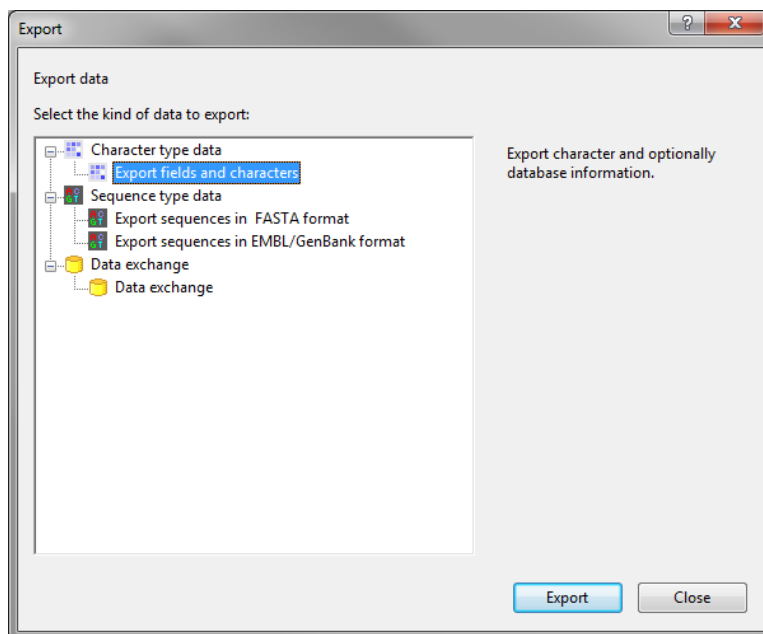 Export
Export data
Select the kind of data to export:
Character type data
Export fields and characters
Sequence type data
Export sequences in  FASTA format
Export sequences in EMBL/GenBank format
Data exchange
Data exchange
Export character and optionally
database information.
Export
Close